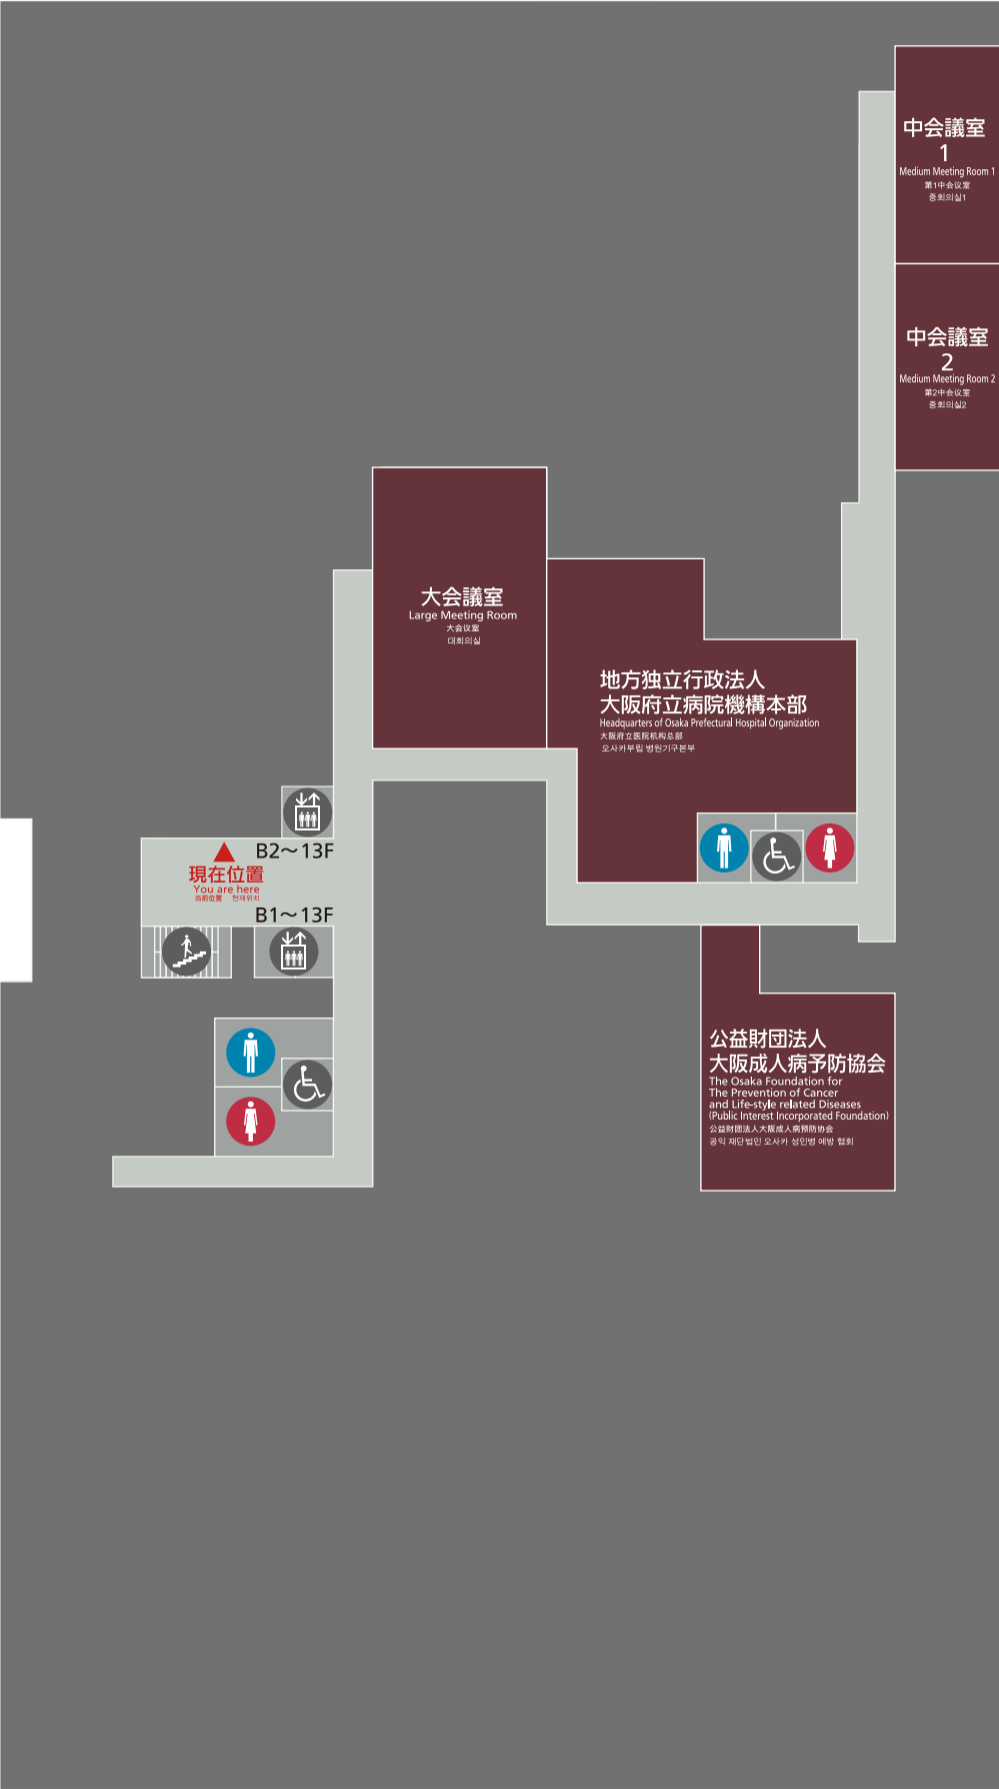 中会議室
1
Medium Meeting Room 1
第1中会议室
중회의실1
中会議室
2
Medium Meeting Room 2
第2中会议室
중회의실2
大会議室
Large Meeting Room
大会议室
대회의실
地方独立行政法人
大阪府立病院機構本部
Headquarters of Osaka Prefectural Hospital Organization
大阪府立医院机构总部
오사카부립 병원기구본부
B2〜13F
現在位置
You are here
当前位置 현재위치
B1〜13F
公益財団法人
大阪成人病予防協会
The Osaka Foundation for
The Prevention of Cancer
and Life-style related Diseases
(Public Interest Incorporated Foundation)
公益財团法人大阪成人病預防协会
공익 재단법인 오사카 성인병 예방 협회